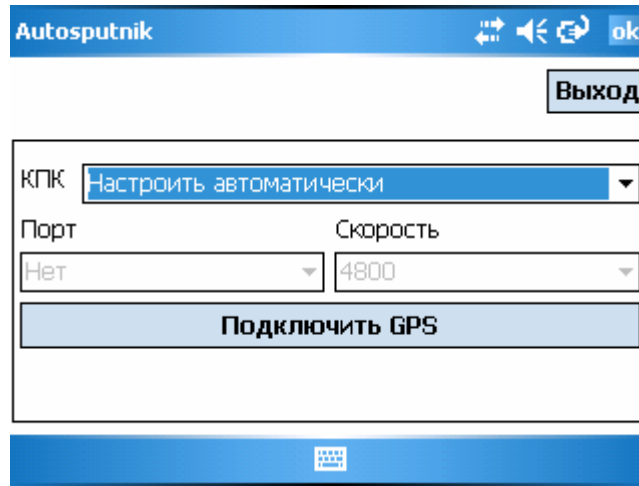 Autosputnik ok
Выход
КПК Настроить автоматически
Порт Скорость
Нет 4800
Подключить GPS